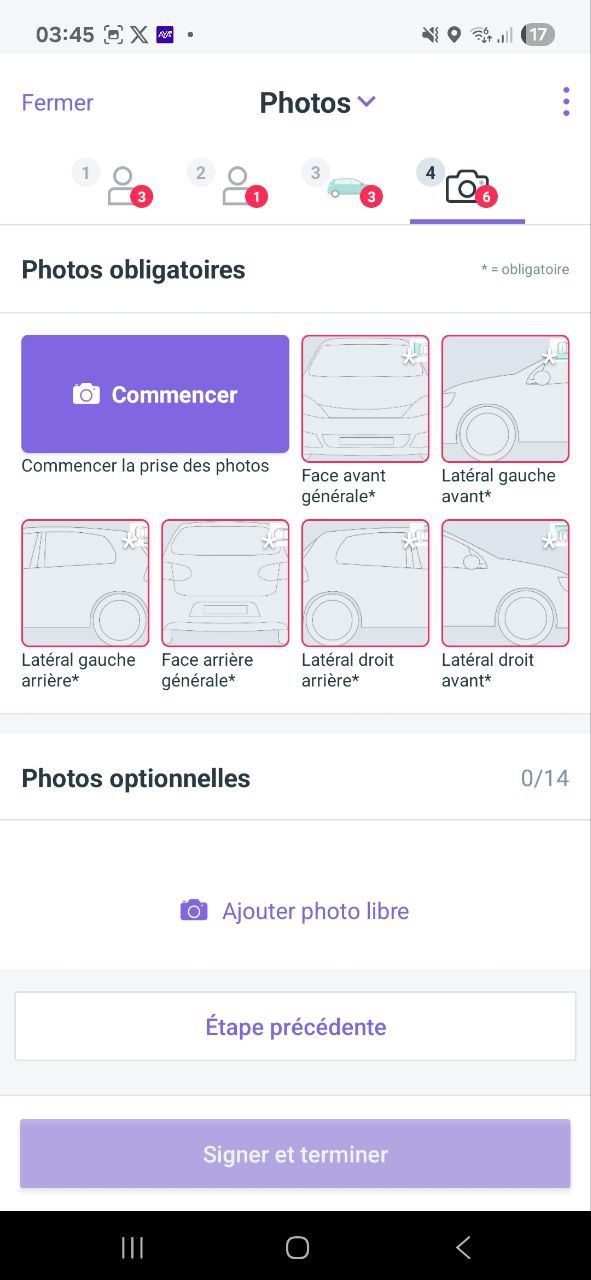 03:45
17
Fermer
Photos
1
3
2
1
3
3
4
6
Photos obligatoires
* = obligatoire
Commencer
Commencer la prise des photos
Face avant
générale*
Latéral gauche
avant*
Latéral gauche
arrière*
Face arrière
générale*
Latéral droit
arrière*
Latéral droit
avant*
Photos optionnelles
0/14
Ajouter photo libre
Étape précédente
Signer et terminer